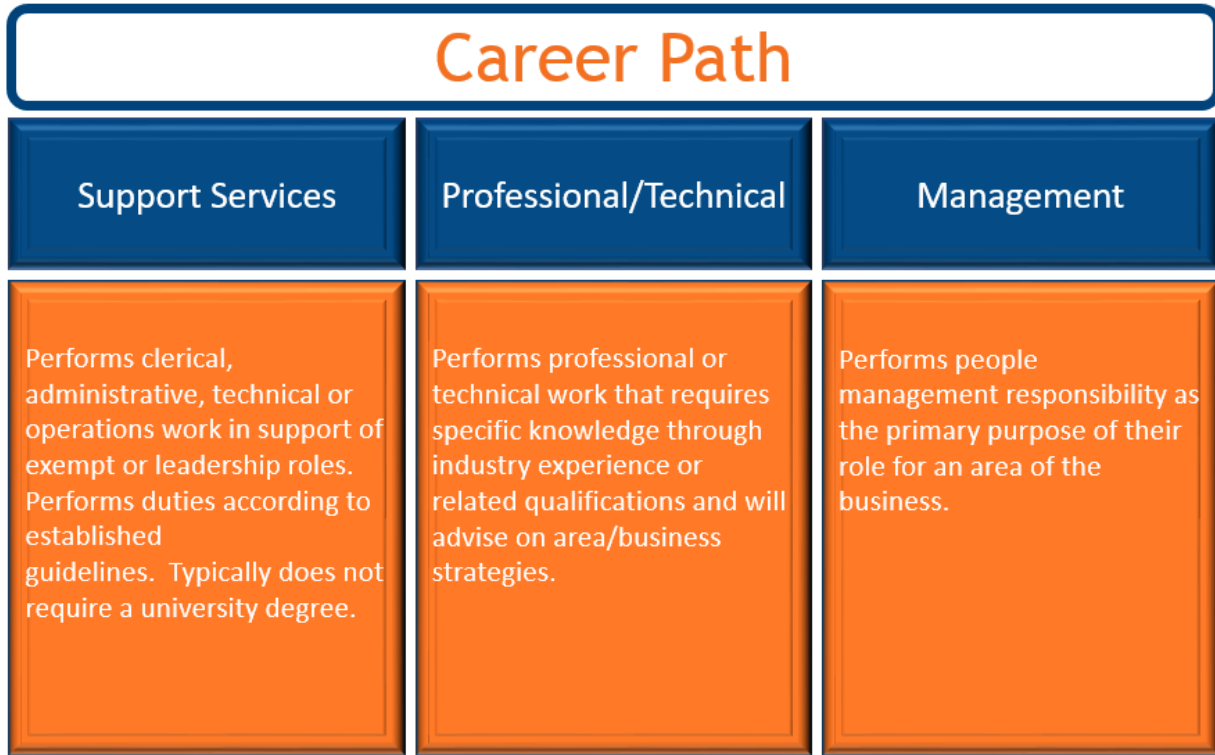 Career Path
Support Services
Professional/Technical
Management
Performs clerical,
administrative, technical or
operations work in support of
exempt or leadership roles.
Performs duties according to
established
guidelines.  Typically does not
require a university degree.
Performs professional or
technical work that requires
specific knowledge through
industry experience or
related qualifications and will
advise on area/business
strategies.
Performs people
management responsibility as
the primary purpose of their
role for an area of the
business.